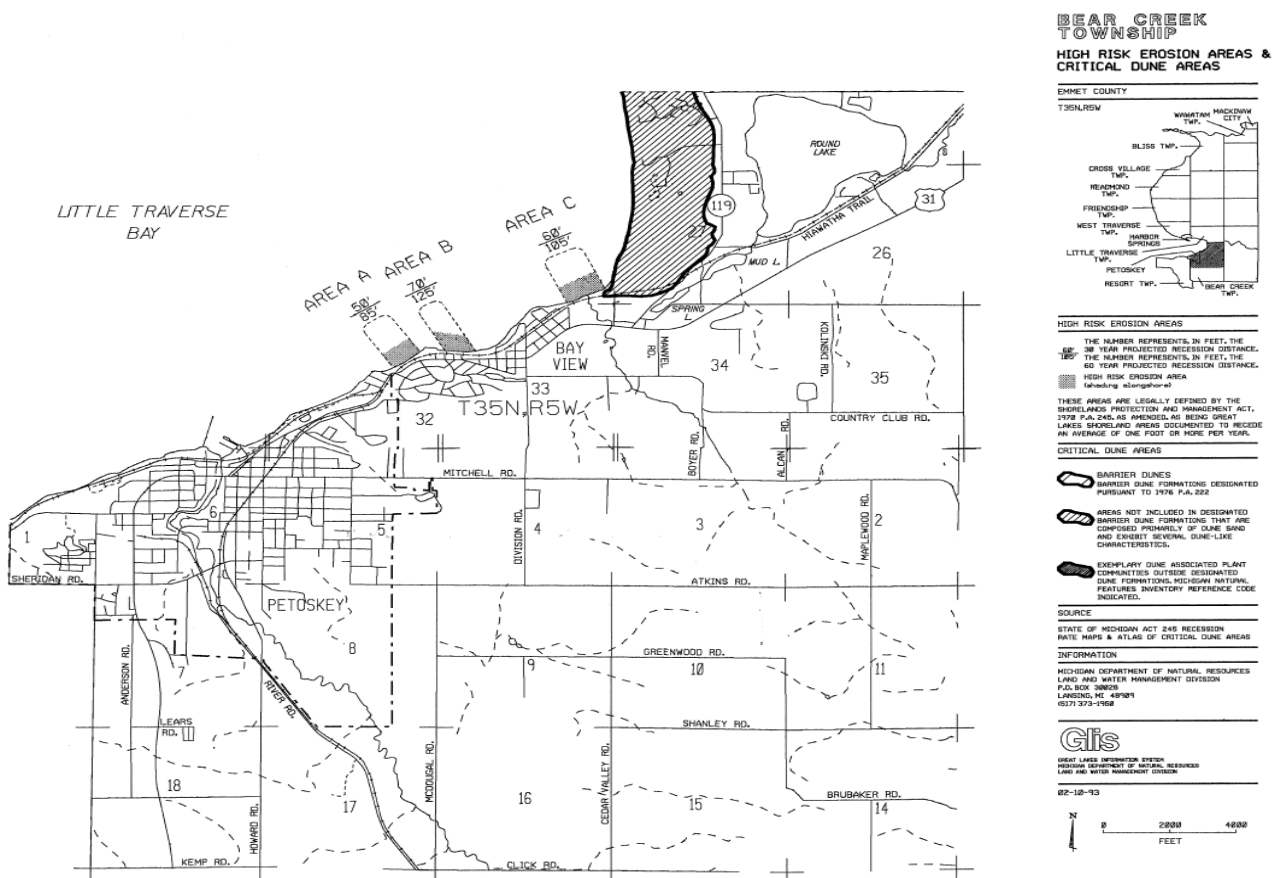 BEAR CREEK
TOWNSHIP
HIGH RISK EROSION AREAS &
CRITICAL DUNE AREAS
EMMET COUNTY
T35N,R5W
WAWATAM
TWP.
MACKINAW
CITY
BLISS TWP.
CROSS VILLAGE
TWP.
READMOND
TWP.
FRIENDSHIP
TWP.
WEST TRAVERSE
TWP.
HARBOR
SPRINGS
LITTLE TRAVERSE
TWP.
PETOSKEY
RESORT TWP.
BEAR CREEK
TWP.
HIGH RISK EROSION AREAS
60'
105'
THE NUMBER REPRESENTS, IN FEET, THE
30 YEAR PROJECTED RECESSION DISTANCE.
THE NUMBER REPRESENTS, IN FEET, THE
60 YEAR PROJECTED RECESSION DISTANCE.
HIGH RISK EROSION AREA
(shading alongshore)
THESE AREAS ARE LEGALLY DEFINED BY THE
SHORELANDS PROTECTION AND MANAGEMENT ACT,
1970 P.A. 245, AS AMENDED, AS BEING GREAT
LAKES SHORELAND AREAS DOCUMENTED TO RECEDE
AN AVERAGE OF ONE FOOT OR MORE PER YEAR.
CRITICAL DUNE AREAS
BARRIER DUNES
BARRIER DUNE FORMATIONS DESIGNATED
PURSUANT TO 1976 P.A. 222
AREAS NOT INCLUDED IN DESIGNATED
BARRIER DUNE FORMATIONS THAT ARE
COMPOSED PRIMARILY OF DUNE SAND
AND EXHIBIT SEVERAL DUNE-LIKE
CHARACTERISTICS.
EXEMPLARY DUNE ASSOCIATED PLANT
COMMUNITIES OUTSIDE DESIGNATED
DUNE FORMATIONS. MICHIGAN NATURAL
FEATURES INVENTORY REFERENCE CODE
INDICATED.
SOURCE
STATE OF MICHIGAN ACT 245 RECESSION
RATE MAPS & ATLAS OF CRITICAL DUNE AREAS
INFORMATION
MICHIGAN DEPARTMENT OF NATURAL RESOURCES
LAND AND WATER MANAGEMENT DIVISION
P.O. BOX 30028
LANSING, MI 48909
(517) 373-1950
Glis
GREAT LAKES INFORMATION SYSTEM
MICHIGAN DEPARTMENT OF NATURAL RESOURCES
LAND AND WATER MANAGEMENT DIVISION
02-10-93
N
0 2000 4000
FEET
LITTLE TRAVERSE
BAY
AREA A
50'
85'
AREA B
70'
125'
AREA C
60'
105'
ROUND
LAKE
119
31
HIAWATHA TRAIL
27
26
MUD L.
SPRING
L.
BAY
VIEW
MANVEL
RD.
KOLINSKI RD.
34
35
33
T35N,R5W
32
COUNTRY CLUB RD.
BOYER RD.
ALCAN RD.
MITCHELL RD.
6
5
1
DIVISION RD.
4
3
MAPLEWOOD RD.
2
SHERIDAN RD.
ATKINS RD.
PETOSKEY
8
7
ANDERSON RD.
RIVER RD.
GREENWOOD RD.
9
10
11
LEARS
RD.
SHANLEY RD.
MCDOUGAL RD.
CEDAR VALLEY RD.
18
17
16
15
BRUBAKER RD.
14
HOWARD RD.
KEMP RD.
CLICK RD.